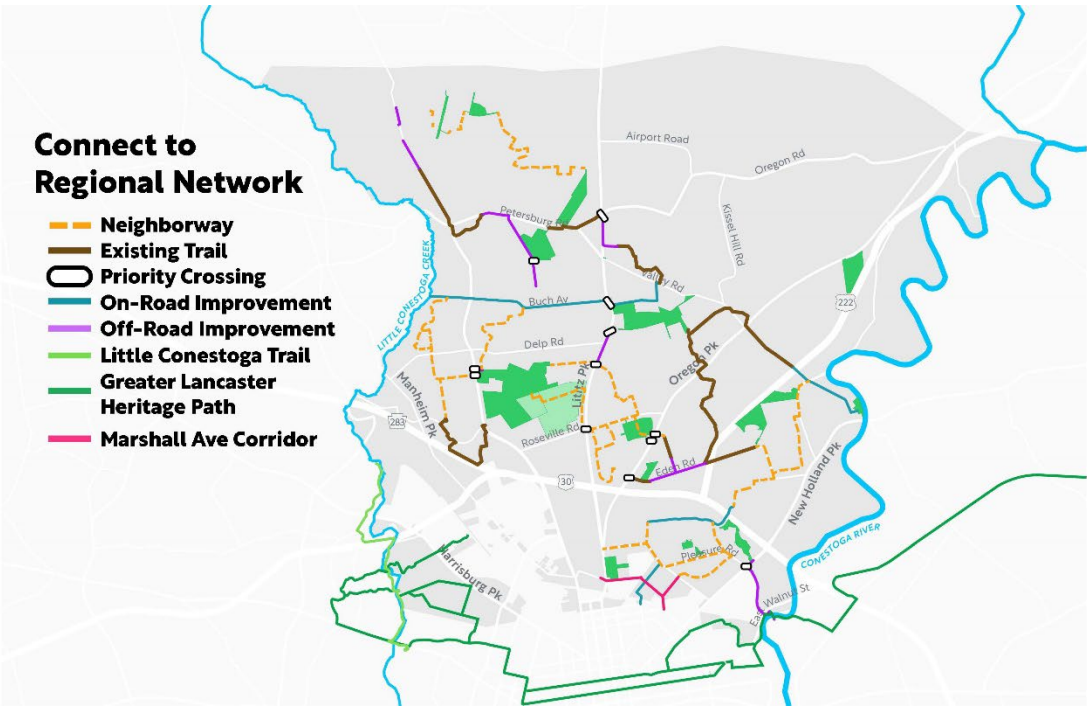 Connect to
Regional Network
Neighborway
Existing Trail
Priority Crossing
On-Road Improvement
Off-Road Improvement
Little Conestoga Trail
Greater Lancaster
Heritage Path
Marshall Ave Corridor
Airport Road
Oregon Rd
Petersburg
Kissel Hill Rd
Valley Rd
LITTLE CONESTOGA CREEK
Buch Av
222
Delp Rd
Lititz Pk
Oregon Pk
Manheim Pk
283
Roseville Rd
Eden Rd
30
New Holland Pk
CONESTOGA RIVER
Pleasure Rd
Harrisburg Pk
East Walnut St